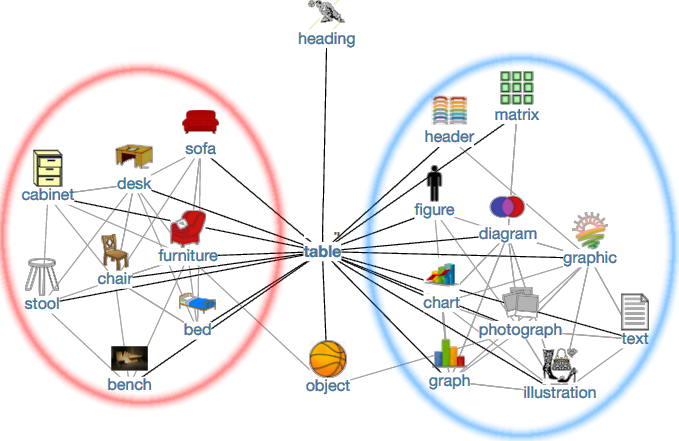 heading
matrix
header
sofa
desk
cabinet
figure
diagram
table
furniture
graphic
chair
stool
chart
photograph
bed
text
bench
object
graph
illustration